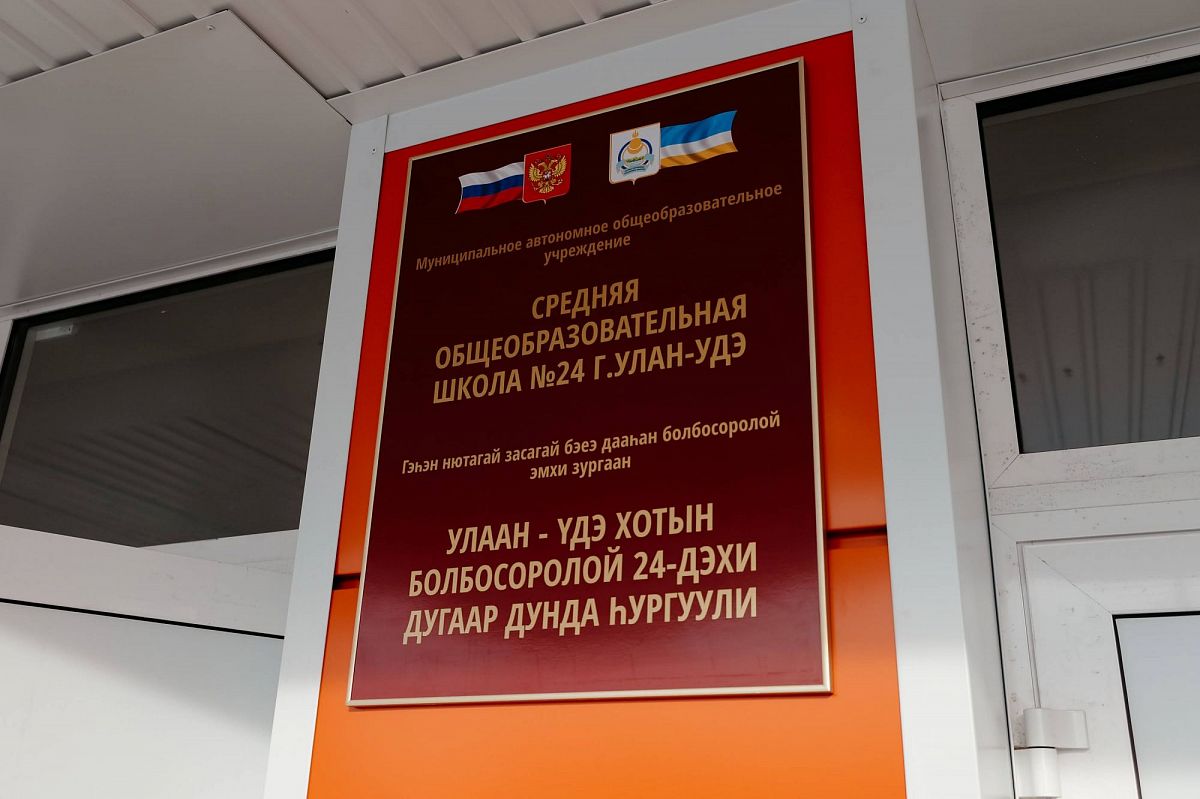 Муниципальное автономное общеобразовательное
учреждение
СРЕДНЯЯ
ОБЩЕОБРАЗОВАТЕЛЬНАЯ
ШКОЛА №24 Г.УЛАН-УДЭ
Гэһэн нютагай засагай бэеэ дааһан болбосоролой
эмхи зургаан
УЛААН - ҮДЭ ХОТЫН
БОЛБОСОРОЛОЙ 24-ДЭХИ
ДУГААР ДУНДА ҺУРГУУЛИ